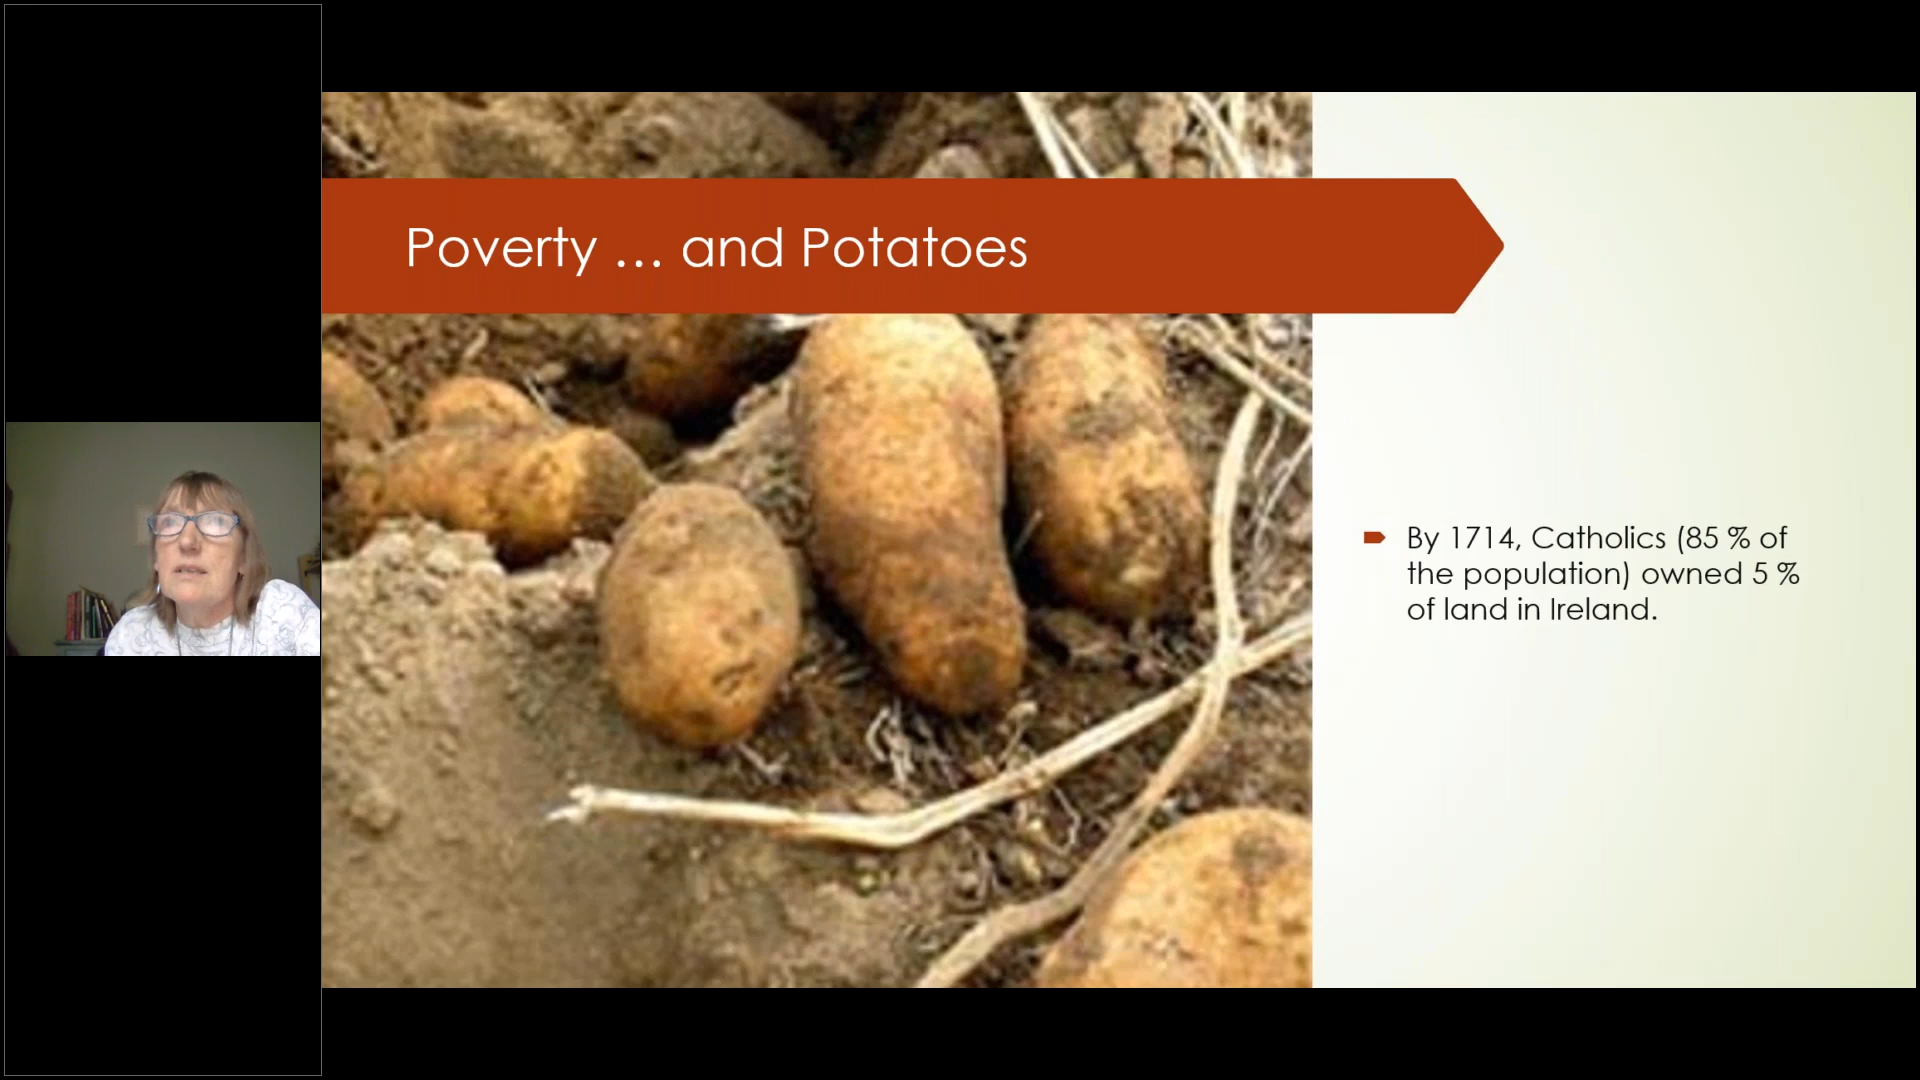 Poverty … and Potatoes
By 1714, Catholics (85 % of
the population) owned 5 %
of land in Ireland.